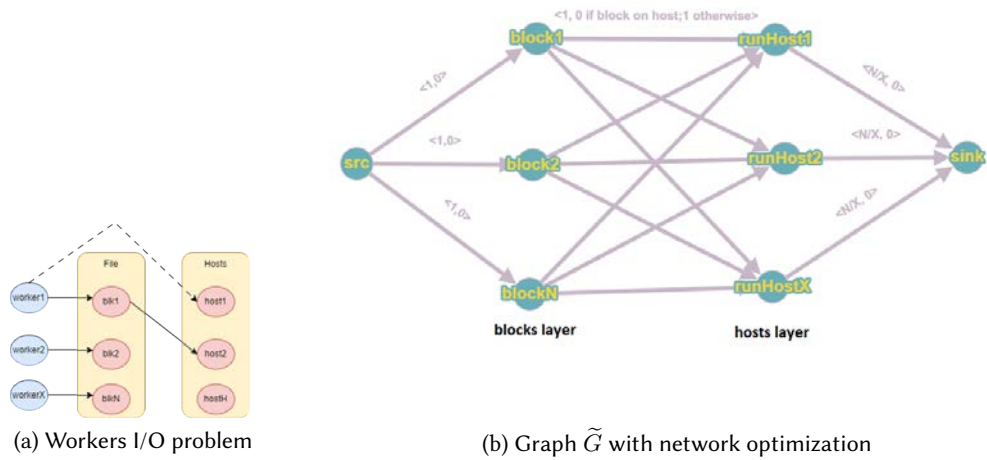 File
Hosts
worker1
blk1
host1
worker2
blk2
host2
workerX
blkN
hostH
(a) Workers I/O problem
<1, 0 if block on host;1 otherwise>
block1
runHost1
<1,0>
<N/X, 0>
src
<1,0>
block2
runHost2
<N/X, 0>
sink
<1,0>
<N/X, 0>
blockN
runHostX
blocks layer
hosts layer
(b) Graph G̃ with network optimization